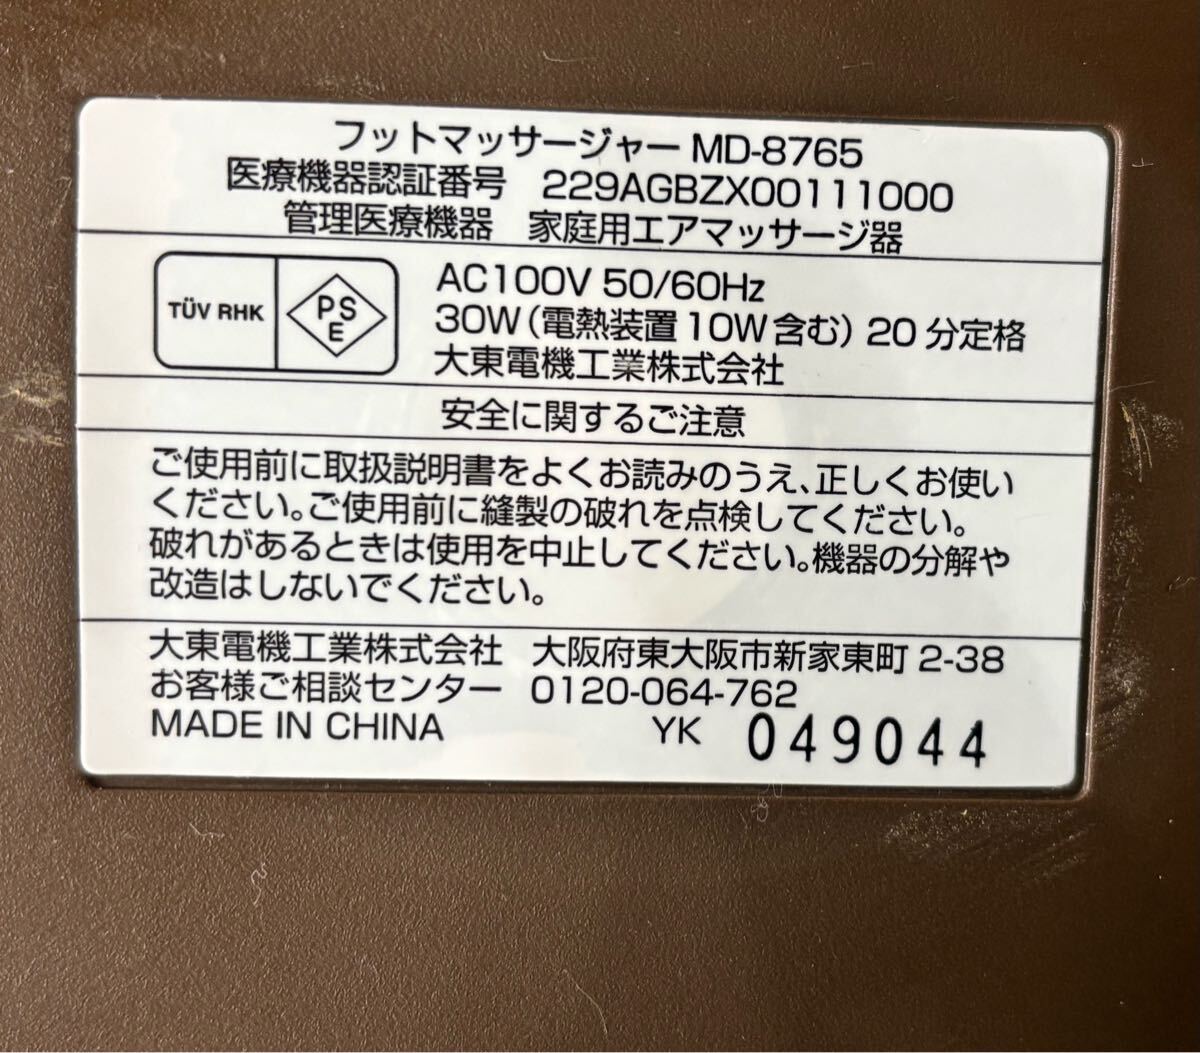 フットマッサージャー MD-8765
医療機器認証番号 229AGBZX00111000
管理医療機器 家庭用エアマッサージ器
TÜV RHK
PS
E
AC100V 50/60Hz
30W(電熱装置10W含む) 20分定格
大東電機工業株式会社
安全に関するご注意
ご使用前に取扱説明書をよくお読みのうえ、正しくお使い
ください。ご使用前に縫製の破れを点検してください。
破れがあるときは使用を中止してください。機器の分解や
改造はしないでください。
大東電機工業株式会社 大阪府東大阪市新家東町 2-38
お客様ご相談センター 0120-064-762
MADE IN CHINA YK 049044